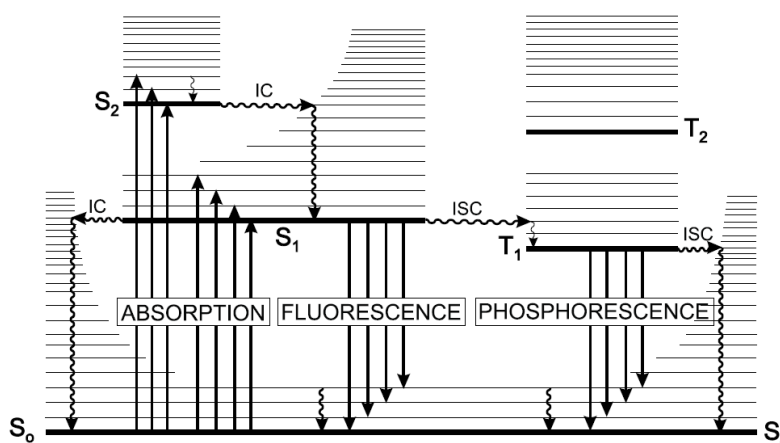 S2
IC
T2
IC
S1
ISC
T1
ISC
ABSORPTION
FLUORESCENCE
PHOSPHORESCENCE
So
S